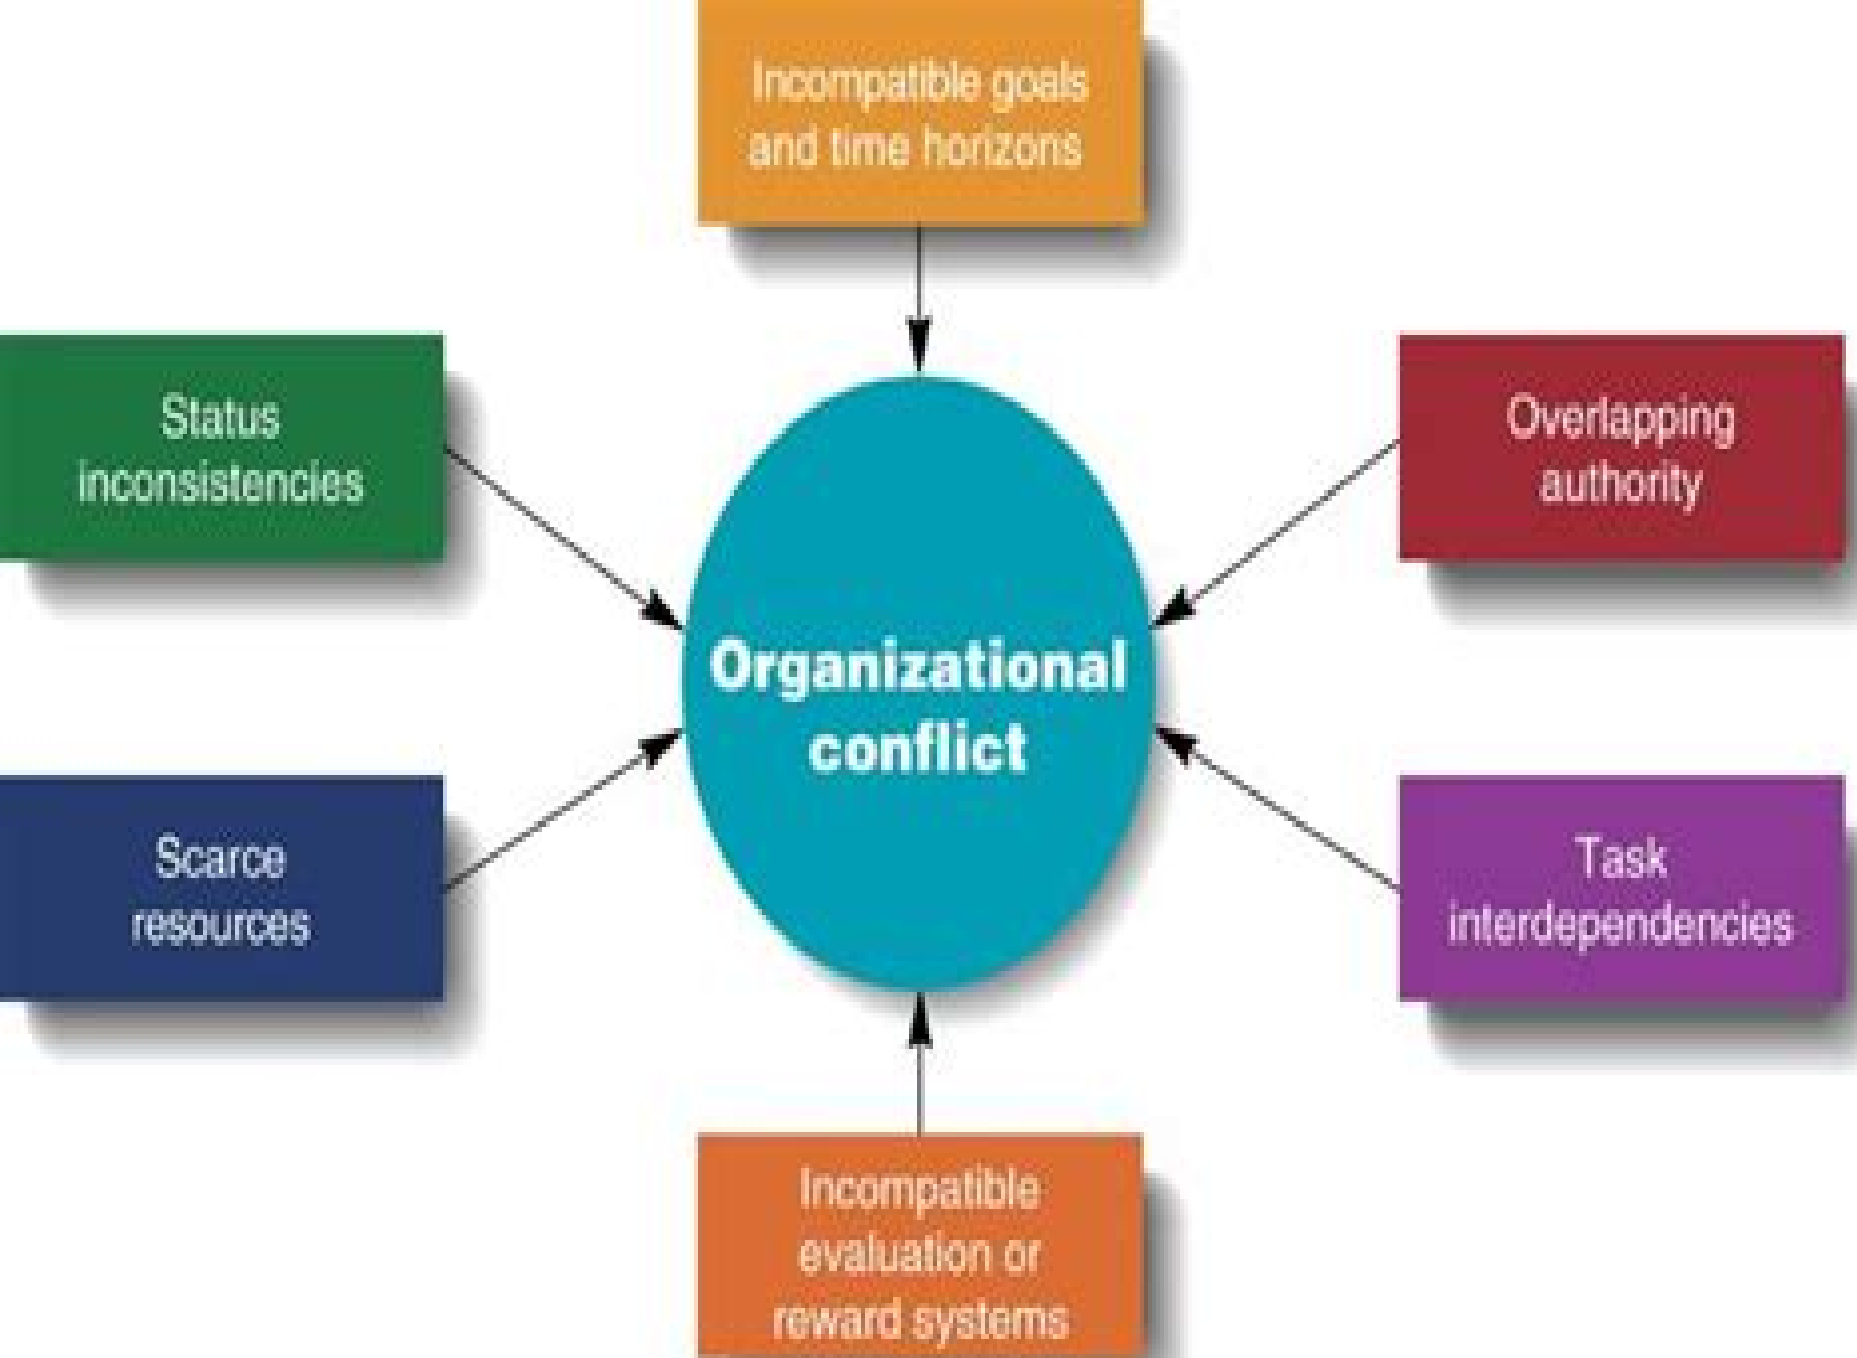 Incompatible goals
and time horizons
Status
inconsistencies
Overlapping
authority
Organizational
conflict
Scarce
resources
Task
interdependencies
Incompatible
evaluation or
reward systems